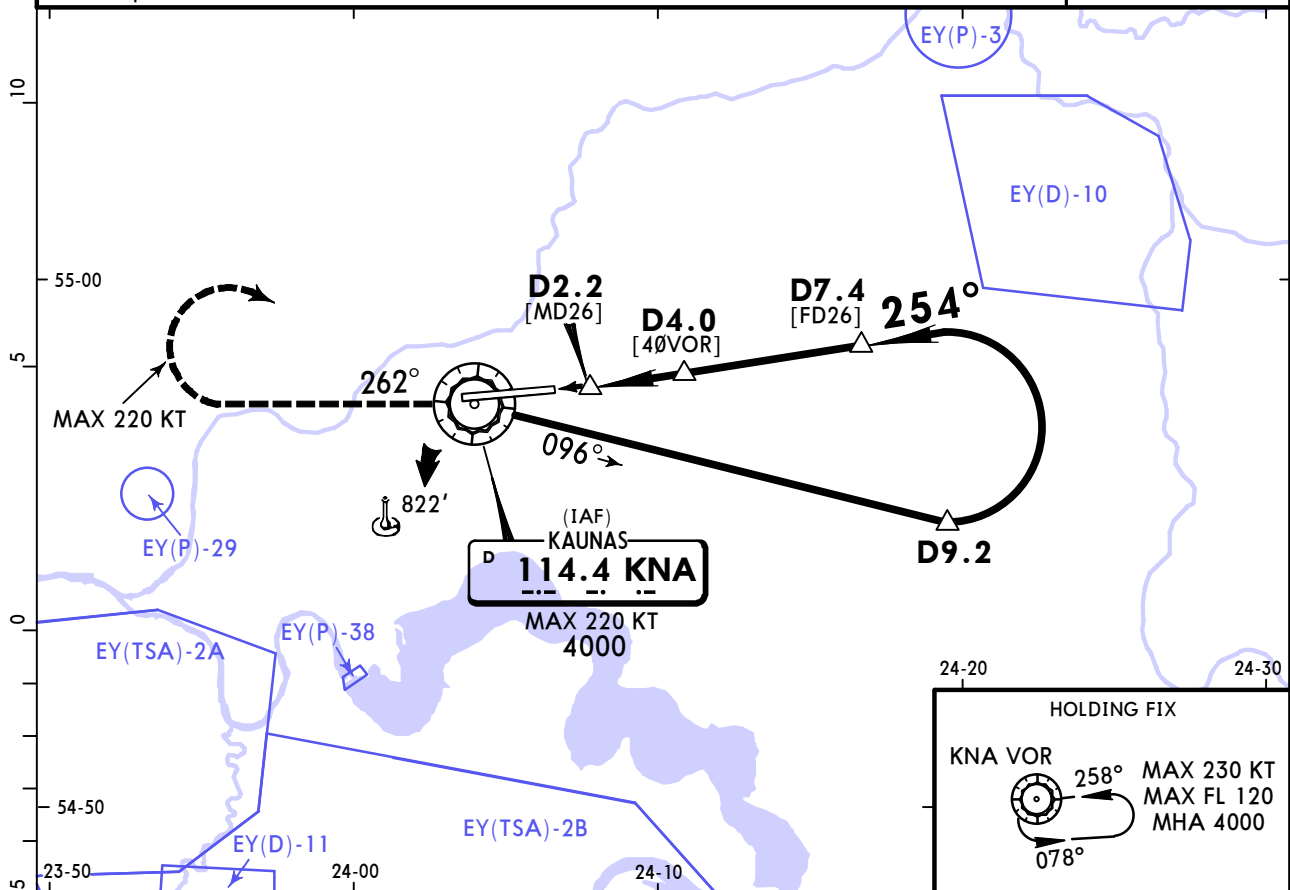 EY(P)-3
10
EY(D)-10
55-00
D2.2
[MD26]
D7.4
[FD26]
254°
D4.0
[4ØVOR]
5
262°
MAX 220 KT
096°
822'
(IAF)
KAUNAS
D 114.4 KNA
MAX 220 KT
4000
D9.2
EY(P)-29
0
EY(TSA)-2A
EY(P)-38
24-20
24-30
HOLDING FIX
KNA VOR
258°
078°
MAX 230 KT
MAX FL 120
MHA 4000
54-50
EY(TSA)-2B
EY(D)-11
5
23-50
24-00
24-10